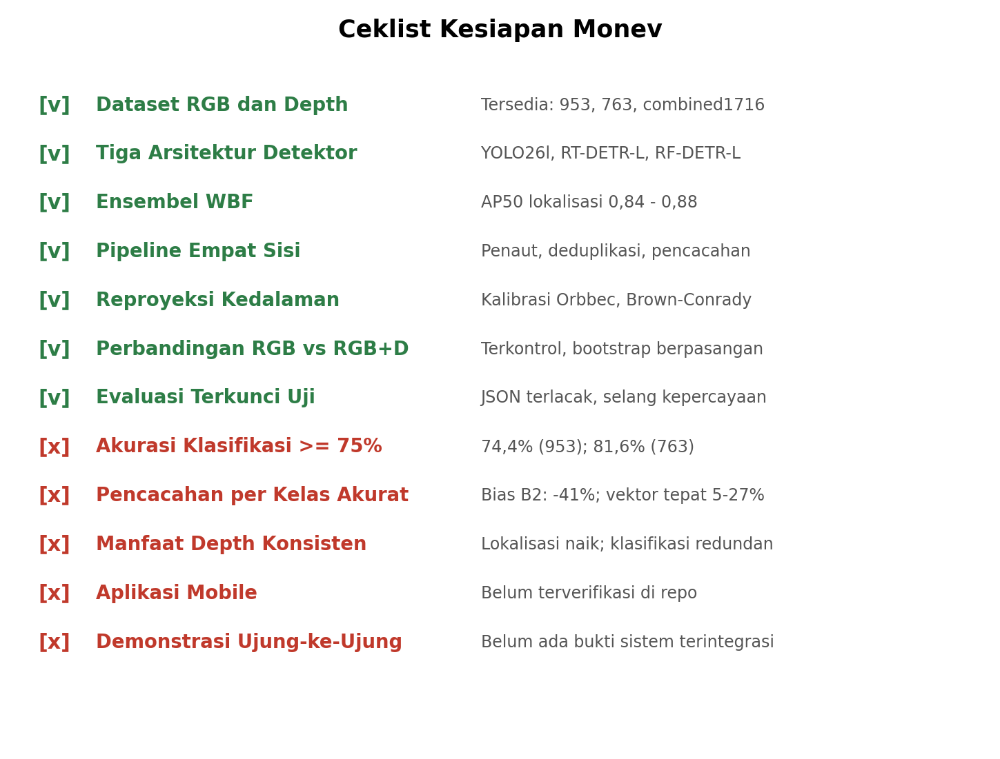 Ceklist Kesiapan Monev
[v] Dataset RGB dan Depth Tersedia: 953, 763, combined1716
[v] Tiga Arsitektur Detektor YOLO26l, RT-DETR-L, RF-DETR-L
[v] Ensembel WBF AP50 lokalisasi 0,84 - 0,88
[v] Pipeline Empat Sisi Penaut, deduplikasi, pencacahan
[v] Reproyeksi Kedalaman Kalibrasi Orbbec, Brown-Conrady
[v] Perbandingan RGB vs RGB+D Terkontrol, bootstrap berpasangan
[v] Evaluasi Terkunci Uji JSON terlacak, selang kepercayaan
[x] Akurasi Klasifikasi >= 75% 74,4% (953); 81,6% (763)
[x] Pencacahan per Kelas Akurat Bias B2: -41%; vektor tepat 5-27%
[x] Manfaat Depth Konsisten Lokalisasi naik; klasifikasi redundan
[x] Aplikasi Mobile Belum terverifikasi di repo
[x] Demonstrasi Ujung-ke-Ujung Belum ada bukti sistem terintegrasi